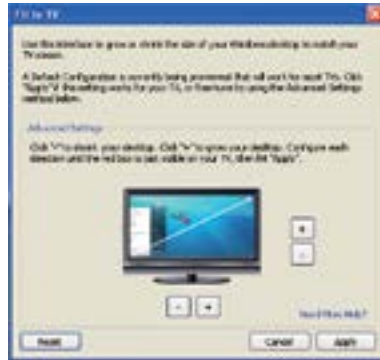 Fit to TV
Use this interface to grow or shrink the size of your Windows desktop to match your
TV screen.
A Default Configuration is currently being previewed that will work for most TVs. Click
"Apply" if the setting works for your TV, or fine tune by using the Advanced Settings
method below.
Advanced Settings
Click "-" to shrink your desktop. Click "+" to grow your desktop. Configure each
direction until the red box is just visible on your TV, then hit "Apply".
+
-
- +
Need More Help?
Reset Cancel Apply